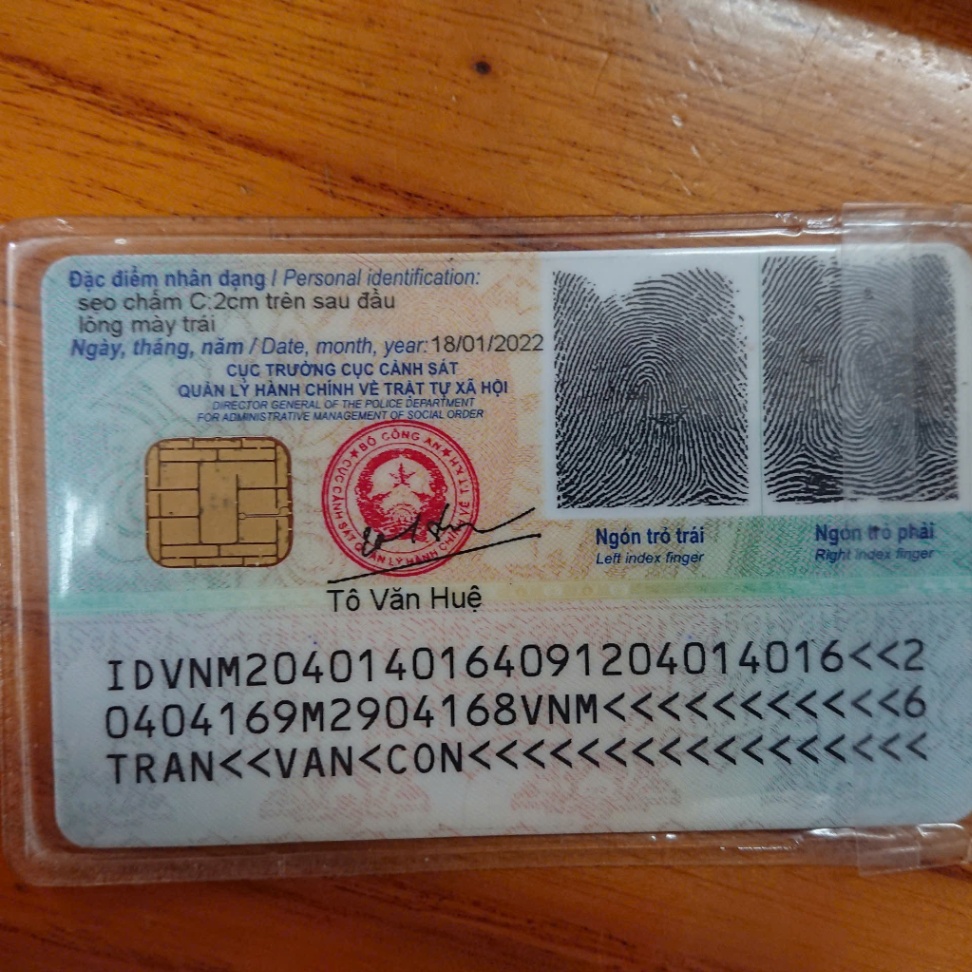 Đặc điểm nhân dạng / Personal identification:
sẹo chấm C:2cm trên sau đầu
lông mày trái
Ngày, tháng, năm / Date, month, year: 18/01/2022
CỤC TRƯỞNG CỤC CẢNH SÁT
QUẢN LÝ HÀNH CHÍNH VỀ TRẬT TỰ XÃ HỘI
DIRECTOR GENERAL OF THE POLICE DEPARTMENT
FOR ADMINISTRATIVE MANAGEMENT OF SOCIAL ORDER
BỘ CÔNG AN
CỤC CẢNH SÁT QUẢN LÝ HÀNH CHÍNH VỀ TTXH
Tô Văn Huệ
Ngón trỏ trái
Left index finger
Ngón trỏ phải
Right index finger
IDVNM2040140164091204014016<<2
0404169M2904168VNM<<<<<<<<<<<6
TRAN<<VAN<CON<<<<<<<<<<<<<<<<<